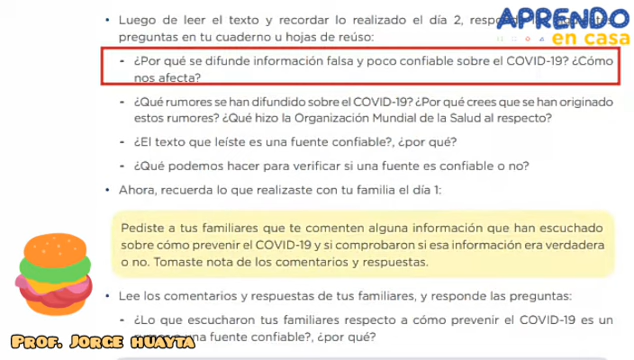 APRENDO
en casa
• Luego de leer el texto y recordar lo realizado el día 2, responde las siguientes
preguntas en tu cuaderno u hojas de reúso:
- ¿Por qué se difunde información falsa y poco confiable sobre el COVID-19? ¿Cómo
nos afecta?
- ¿Qué rumores se han difundido sobre el COVID-19? ¿Por qué crees que se han originado
estos rumores? ¿Qué hizo la Organización Mundial de la Salud al respecto?
- ¿El texto que leíste es una fuente confiable?, ¿por qué?
- ¿Qué podemos hacer para verificar si una fuente es confiable o no?
• Ahora, recuerda lo que realizaste con tu familia el día 1:
Pediste a tus familiares que te comenten alguna información que han escuchado
sobre cómo prevenir el COVID-19 y si comprobaron si esa información era verdadera
o no. Tomaste nota de los comentarios y respuestas.
• Lee los comentarios y respuestas de tus familiares, y responde las preguntas:
- ¿Lo que escucharon tus familiares respecto a cómo prevenir el COVID-19 es un
una fuente confiable?, ¿por qué?
Prof. Jorge huayta